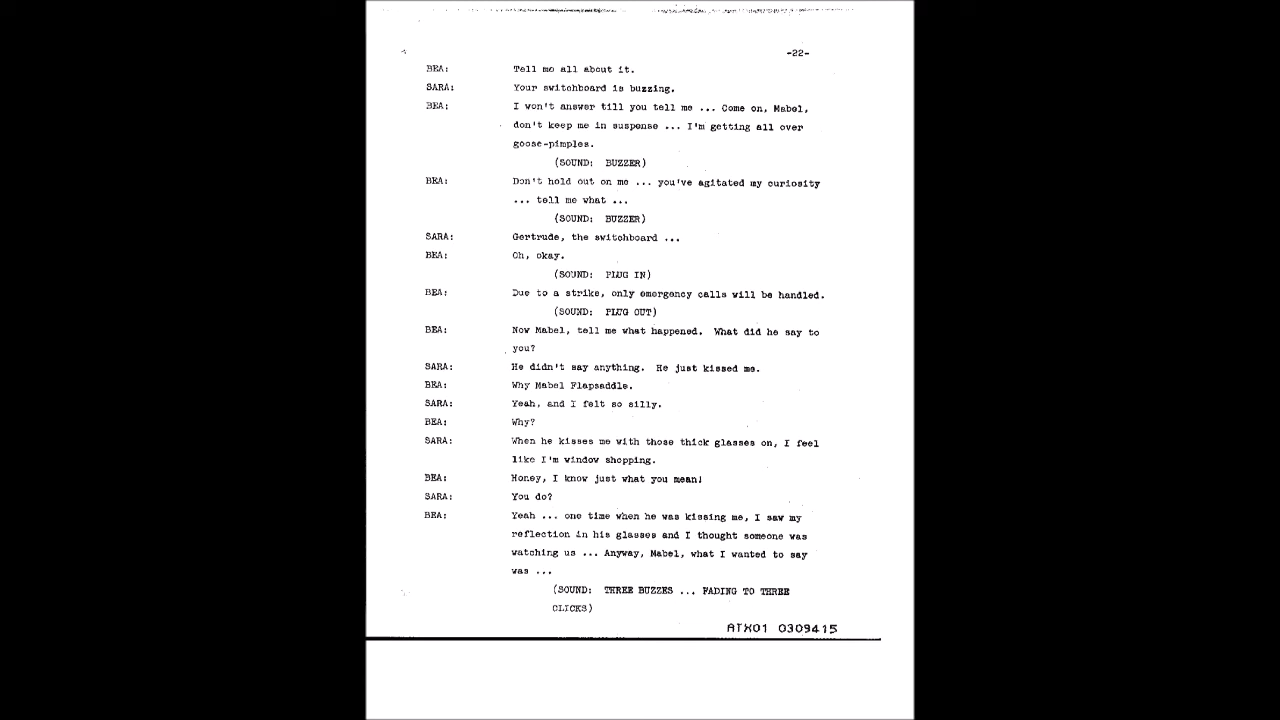 -22-
BEA: Tell me all about it.
SARA: Your switchboard is buzzing.
BEA: I won't answer till you tell me ... Come on, Mabel,
don't keep me in suspense ... I'm getting all over
goose-pimples.
(SOUND: BUZZER)
BEA: Don't hold out on me ... you've agitated my curiosity
... tell me what ...
(SOUND: BUZZER)
SARA: Gertrude, the switchboard ...
BEA: Oh, okay.
(SOUND: PLUG IN)
BEA: Due to a strike, only emergency calls will be handled.
(SOUND: PLUG OUT)
BEA: Now Mabel, tell me what happened. What did he say to
you?
SARA: He didn't say anything. He just kissed me.
BEA: Why Mabel Flapsaddle.
SARA: Yeah, and I felt so silly.
BEA: Why?
SARA: When he kisses me with those thick glasses on, I feel
like I'm window shopping.
BEA: Honey, I know just what you mean!
SARA: You do?
BEA: Yeah ... one time when he was kissing me, I saw my
reflection in his glasses and I thought someone was
watching us ... Anyway, Mabel, what I wanted to say
was ...
(SOUND: THREE BUZZES ... FADING TO THREE
CLICKS)
ATX01 0309415